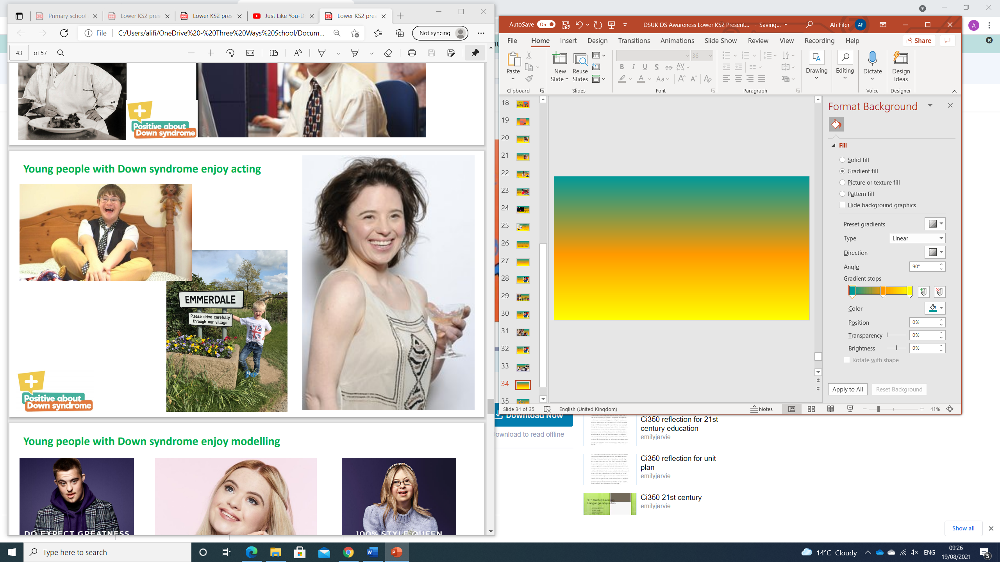 Primary school
Lower KS2 pres
Lower KS2 pres
Just Like You-D
Lower KS2 pres
File
C:/Users/alifi/OneDrive%20-%20Three%20Ways%20School/Docum...
Not syncing
43
of 57
Positive about
Down syndrome
Young people with Down syndrome enjoy acting
EMMERDALE
Please drive carefully
through our village
Positive about
Down syndrome
Young people with Down syndrome enjoy modelling
DO EXPECT GREATNESS
100% STYLE QUEEN
AutoSave
On
DSUK DS Awareness Lower KS2 Present... - Saving...
Ali Filer
AF
A
File
Home
Insert
Design
Transitions
Animations
Slide Show
Review
View
Recording
Help
Share
Paste
New
Slide
Reuse
Slides
36
Drawing
Editing
Dictate
Design
Ideas
Clipboard
Slides
Font
Paragraph
Voice
Designer
18
19
20
21
22
23
24
25
26
27
28
29
30
31
32
33
34
35
Format Background
Fill
Solid fill
Gradient fill
Picture or texture fill
Pattern fill
Hide background graphics
Preset gradients
Type
Linear
Direction
Angle
90°
Gradient stops
Color
Position
0%
Transparency
0%
Brightness
0%
Rotate with shape
Apply to All
Reset Background
Slide 34 of 35
English (United Kingdom)
Notes
41%
Download Now
Download to read offline
Ci350 reflection for 21st
century education
emilyjarvie
Ci350 reflection for unit
plan
emilyjarvie
21st Century Learning
Language acquisition
Ci350 21st century
emilyjarvie
Show all
Type here to search
14°C Cloudy
ENG
09:26
19/08/2021
5